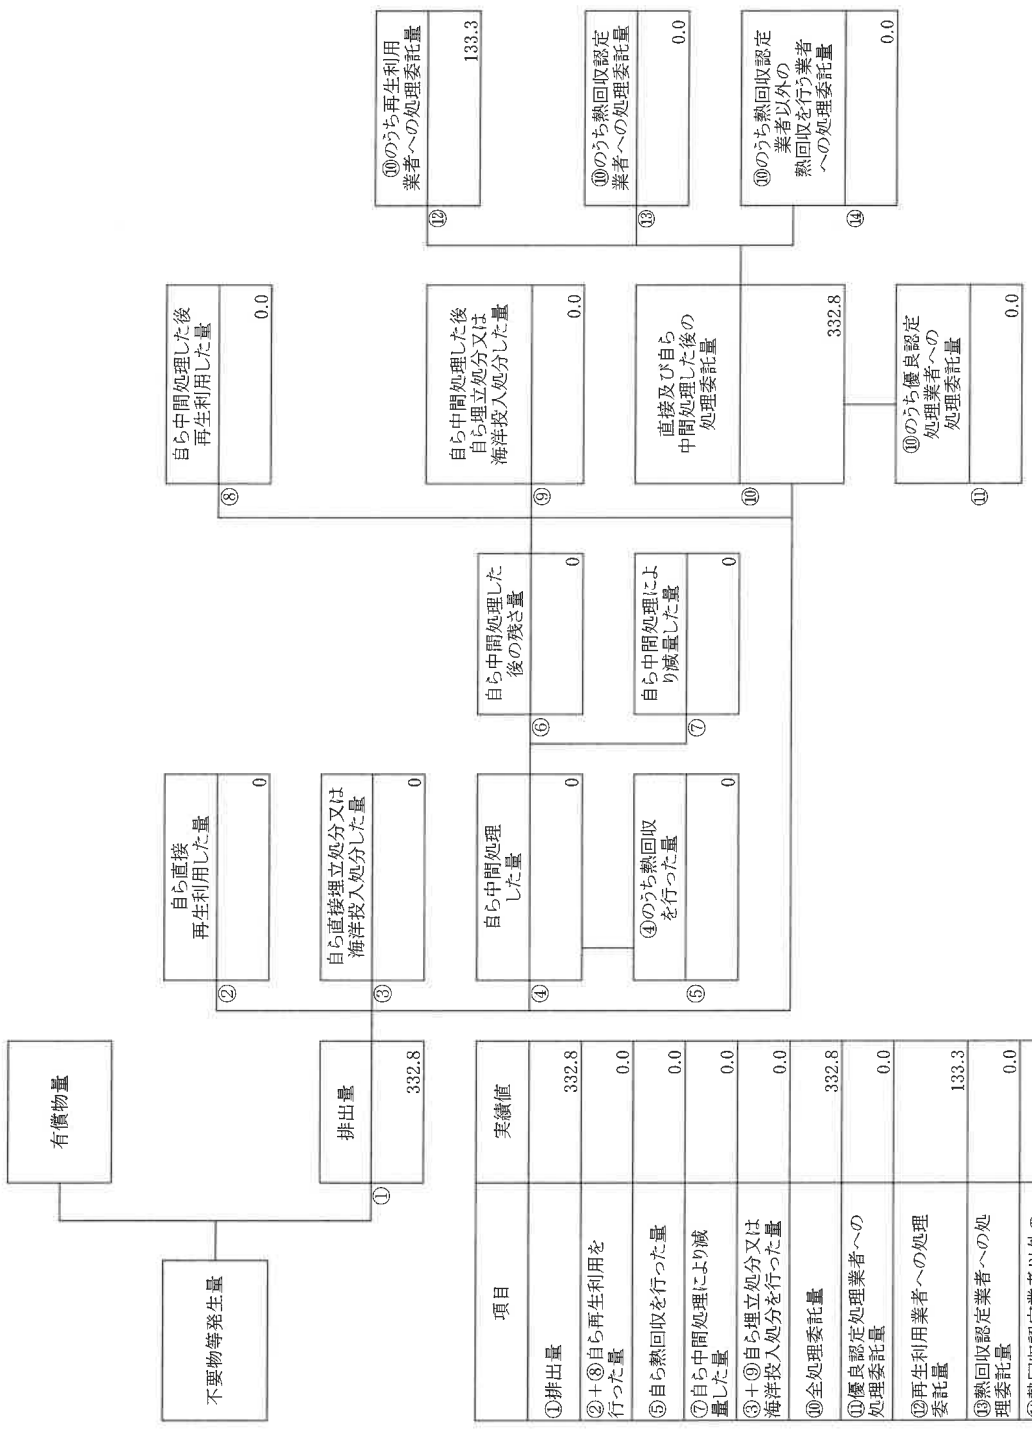 不要物等発生量
有償物量
①
排出量
332.8
②
自ら直接
再生利用した量
0
③
自ら直接埋立処分又は
海洋投入処分した量
0
④
自ら中間処理
した量
0
⑤
④のうち熱回収
を行った量
0
⑥
自ら中間処理した
後の残さ量
0
⑦
自ら中間処理によ
り減量した量
0
⑧
自ら中間処理した後
再生利用した量
0.0
⑨
自ら中間処理した後
自ら埋立処分又は
海洋投入処分した量
0.0
⑩
直接及び自ら
中間処理した後の
処理委託量
332.8
⑪
⑩のうち優良認定
処理業者への
処理委託量
0.0
⑫
⑩のうち再生利用
業者への処理委託量
133.3
⑬
⑩のうち熱回収認定
業者への処理委託量
0.0
⑭
⑩のうち熱回収認定
業者以外の
熱回収を行う業者
への処理委託量
0.0
項目 実績値
①排出量 332.8
②+⑧自ら再生利用を
行った量 0.0
⑤自ら熱回収を行った量 0.0
⑦自ら中間処理により減
量した量 0.0
③+⑨自ら埋立処分又は
海洋投入処分を行った量 0.0
⑩全処理委託量 332.8
⑪優良認定処理業者への
処理委託量 0.0
⑫再生利用業者への処理
委託量 133.3
⑬熱回収認定業者への処
理委託量 0.0